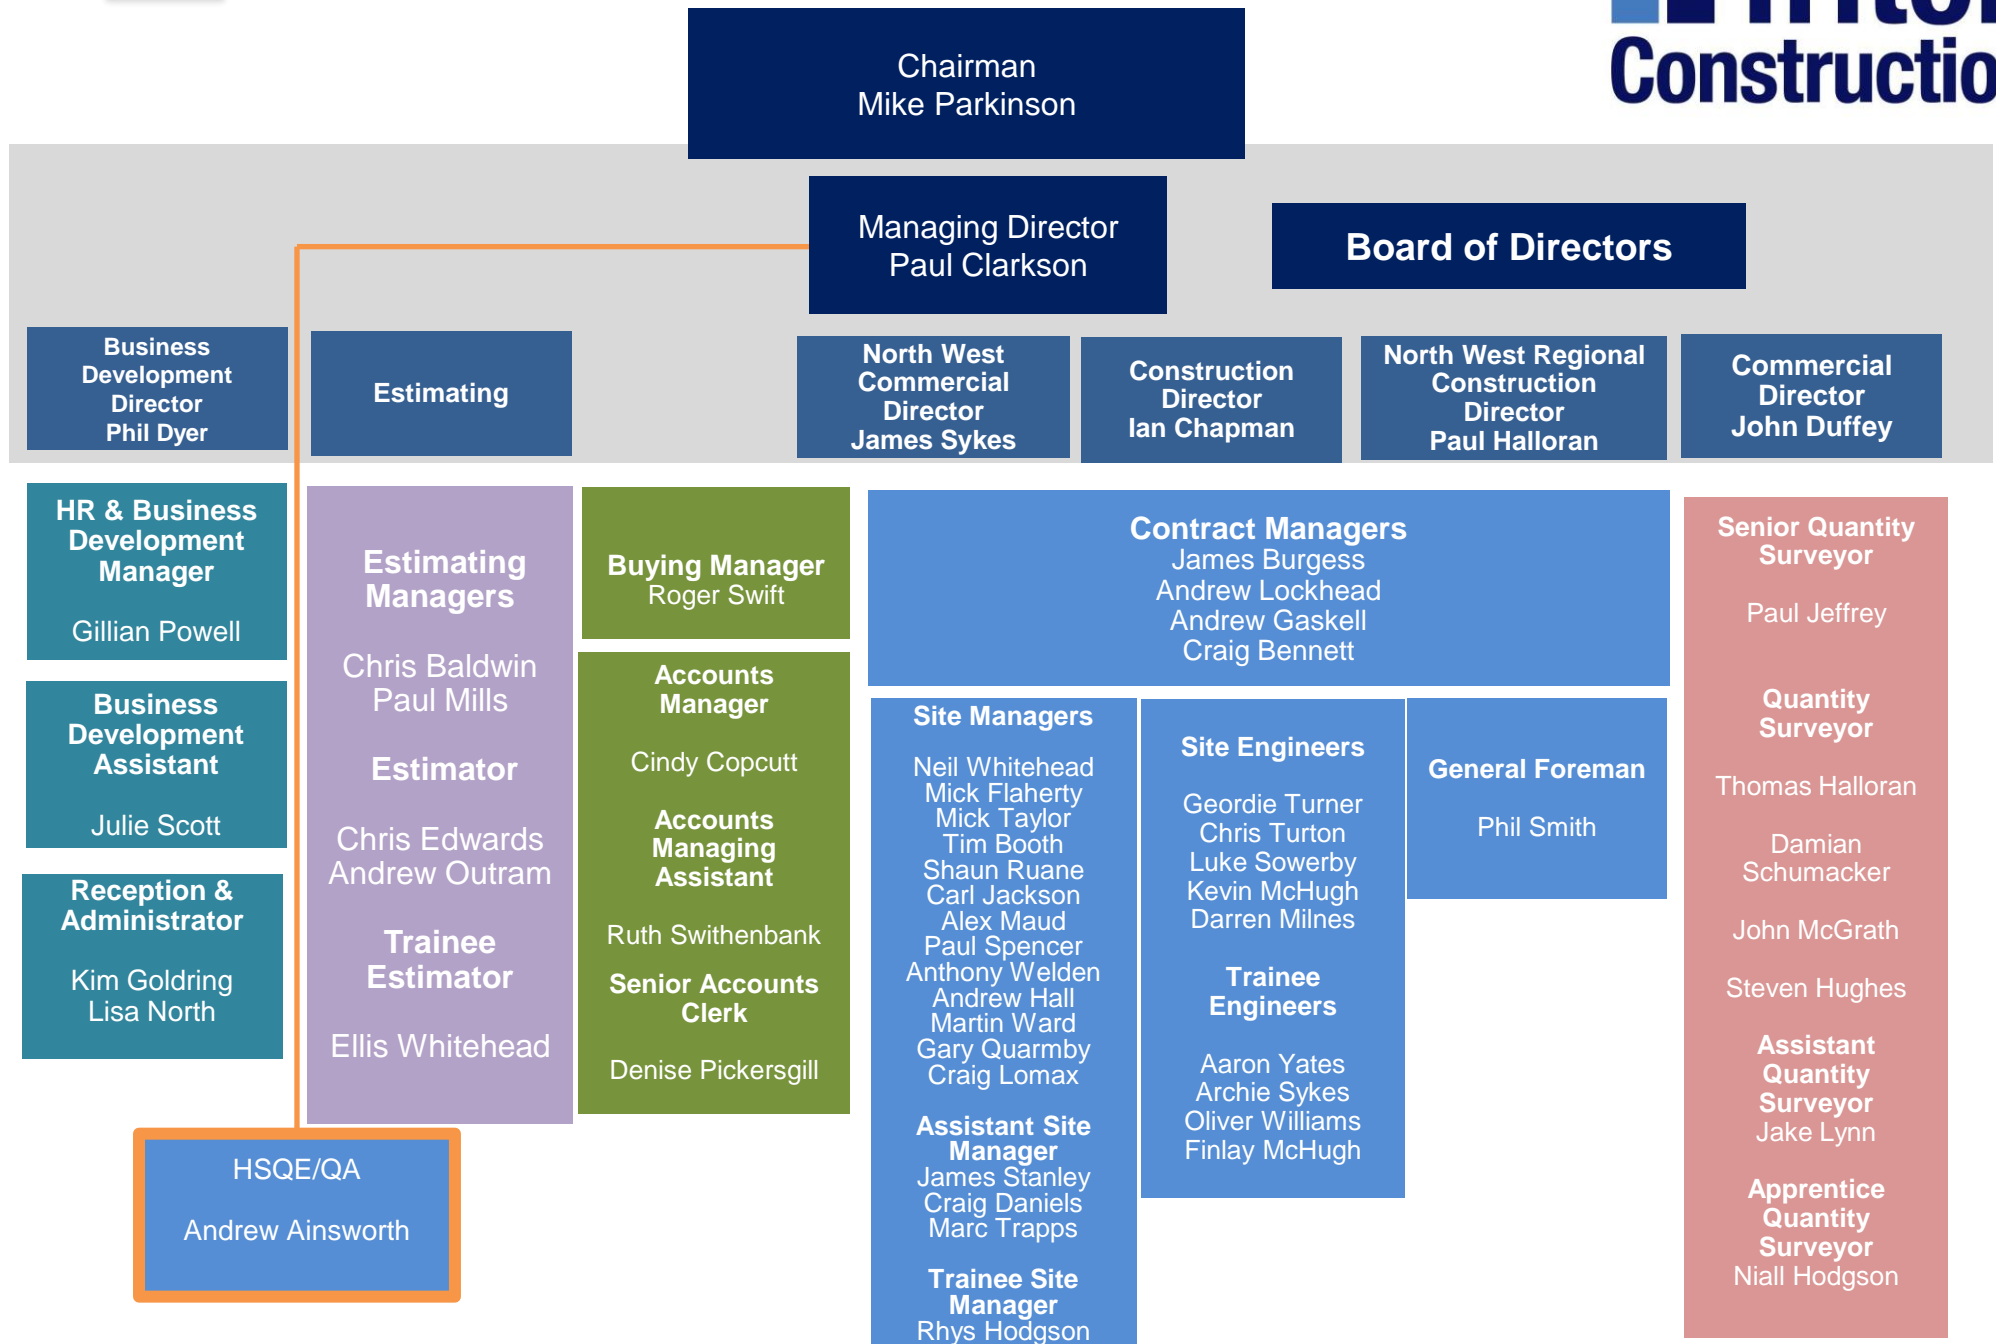 Construction
Chairman
Mike Parkinson
Managing Director
Paul Clarkson
Board of Directors
Business
Development
Director
Phil Dyer
Estimating
North West
Commercial
Director
James Sykes
Construction
Director
Ian Chapman
North West Regional
Construction
Director
Paul Halloran
Commercial
Director
John Duffey
HR & Business
Development
Manager
Gillian Powell
Business
Development
Assistant
Julie Scott
Reception &
Administrator
Kim Goldring
Lisa North
HSQE/QA
Andrew Ainsworth
Estimating
Managers
Chris Baldwin
Paul Mills
Estimator
Chris Edwards
Andrew Outram
Trainee
Estimator
Ellis Whitehead
Buying Manager
Roger Swift
Accounts
Manager
Cindy Copcutt
Accounts
Managing
Assistant
Ruth Swithenbank
Senior Accounts
Clerk
Denise Pickersgill
Contract Managers
James Burgess
Andrew Lockhead
Andrew Gaskell
Craig Bennett
Site Managers
Neil Whitehead
Mick Flaherty
Mick Taylor
Tim Booth
Shaun Ruane
Carl Jackson
Alex Maud
Paul Spencer
Anthony Welden
Andrew Hall
Martin Ward
Gary Quarmby
Craig Lomax
Assistant Site
Manager
James Stanley
Craig Daniels
Marc Trapps
Trainee Site
Manager
Rhys Hodgson
Site Engineers
Geordie Turner
Chris Turton
Luke Sowerby
Kevin McHugh
Darren Milnes
Trainee
Engineers
Aaron Yates
Archie Sykes
Oliver Williams
Finlay McHugh
General Foreman
Phil Smith
Senior Quantity
Surveyor
Paul Jeffrey
Quantity
Surveyor
Thomas Halloran
Damian
Schumacker
John McGrath
Steven Hughes
Assistant
Quantity
Surveyor
Jake Lynn
Apprentice
Quantity
Surveyor
Niall Hodgson